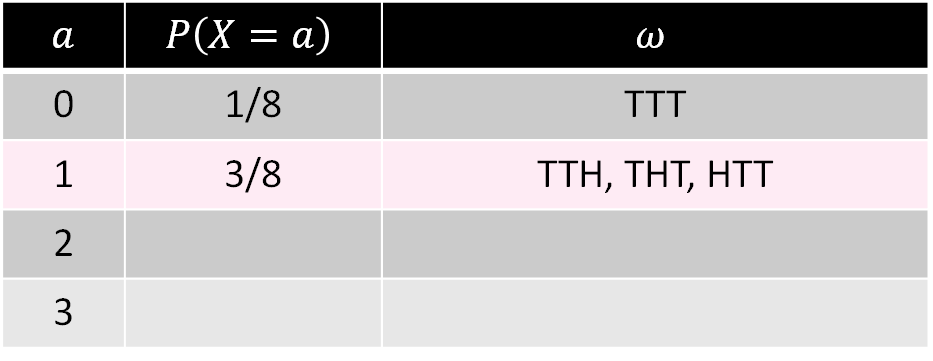 a P(X = a) ω
0 1/8 TTT
1 3/8 TTH, THT, HTT
2
3